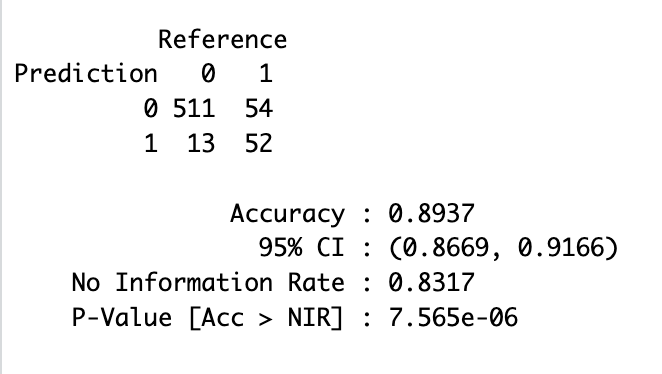 Reference
Prediction 0 1
0 511 54
1 13 52
Accuracy : 0.8937
95% CI : (0.8669, 0.9166)
No Information Rate : 0.8317
P-Value [Acc > NIR] : 7.565e-06